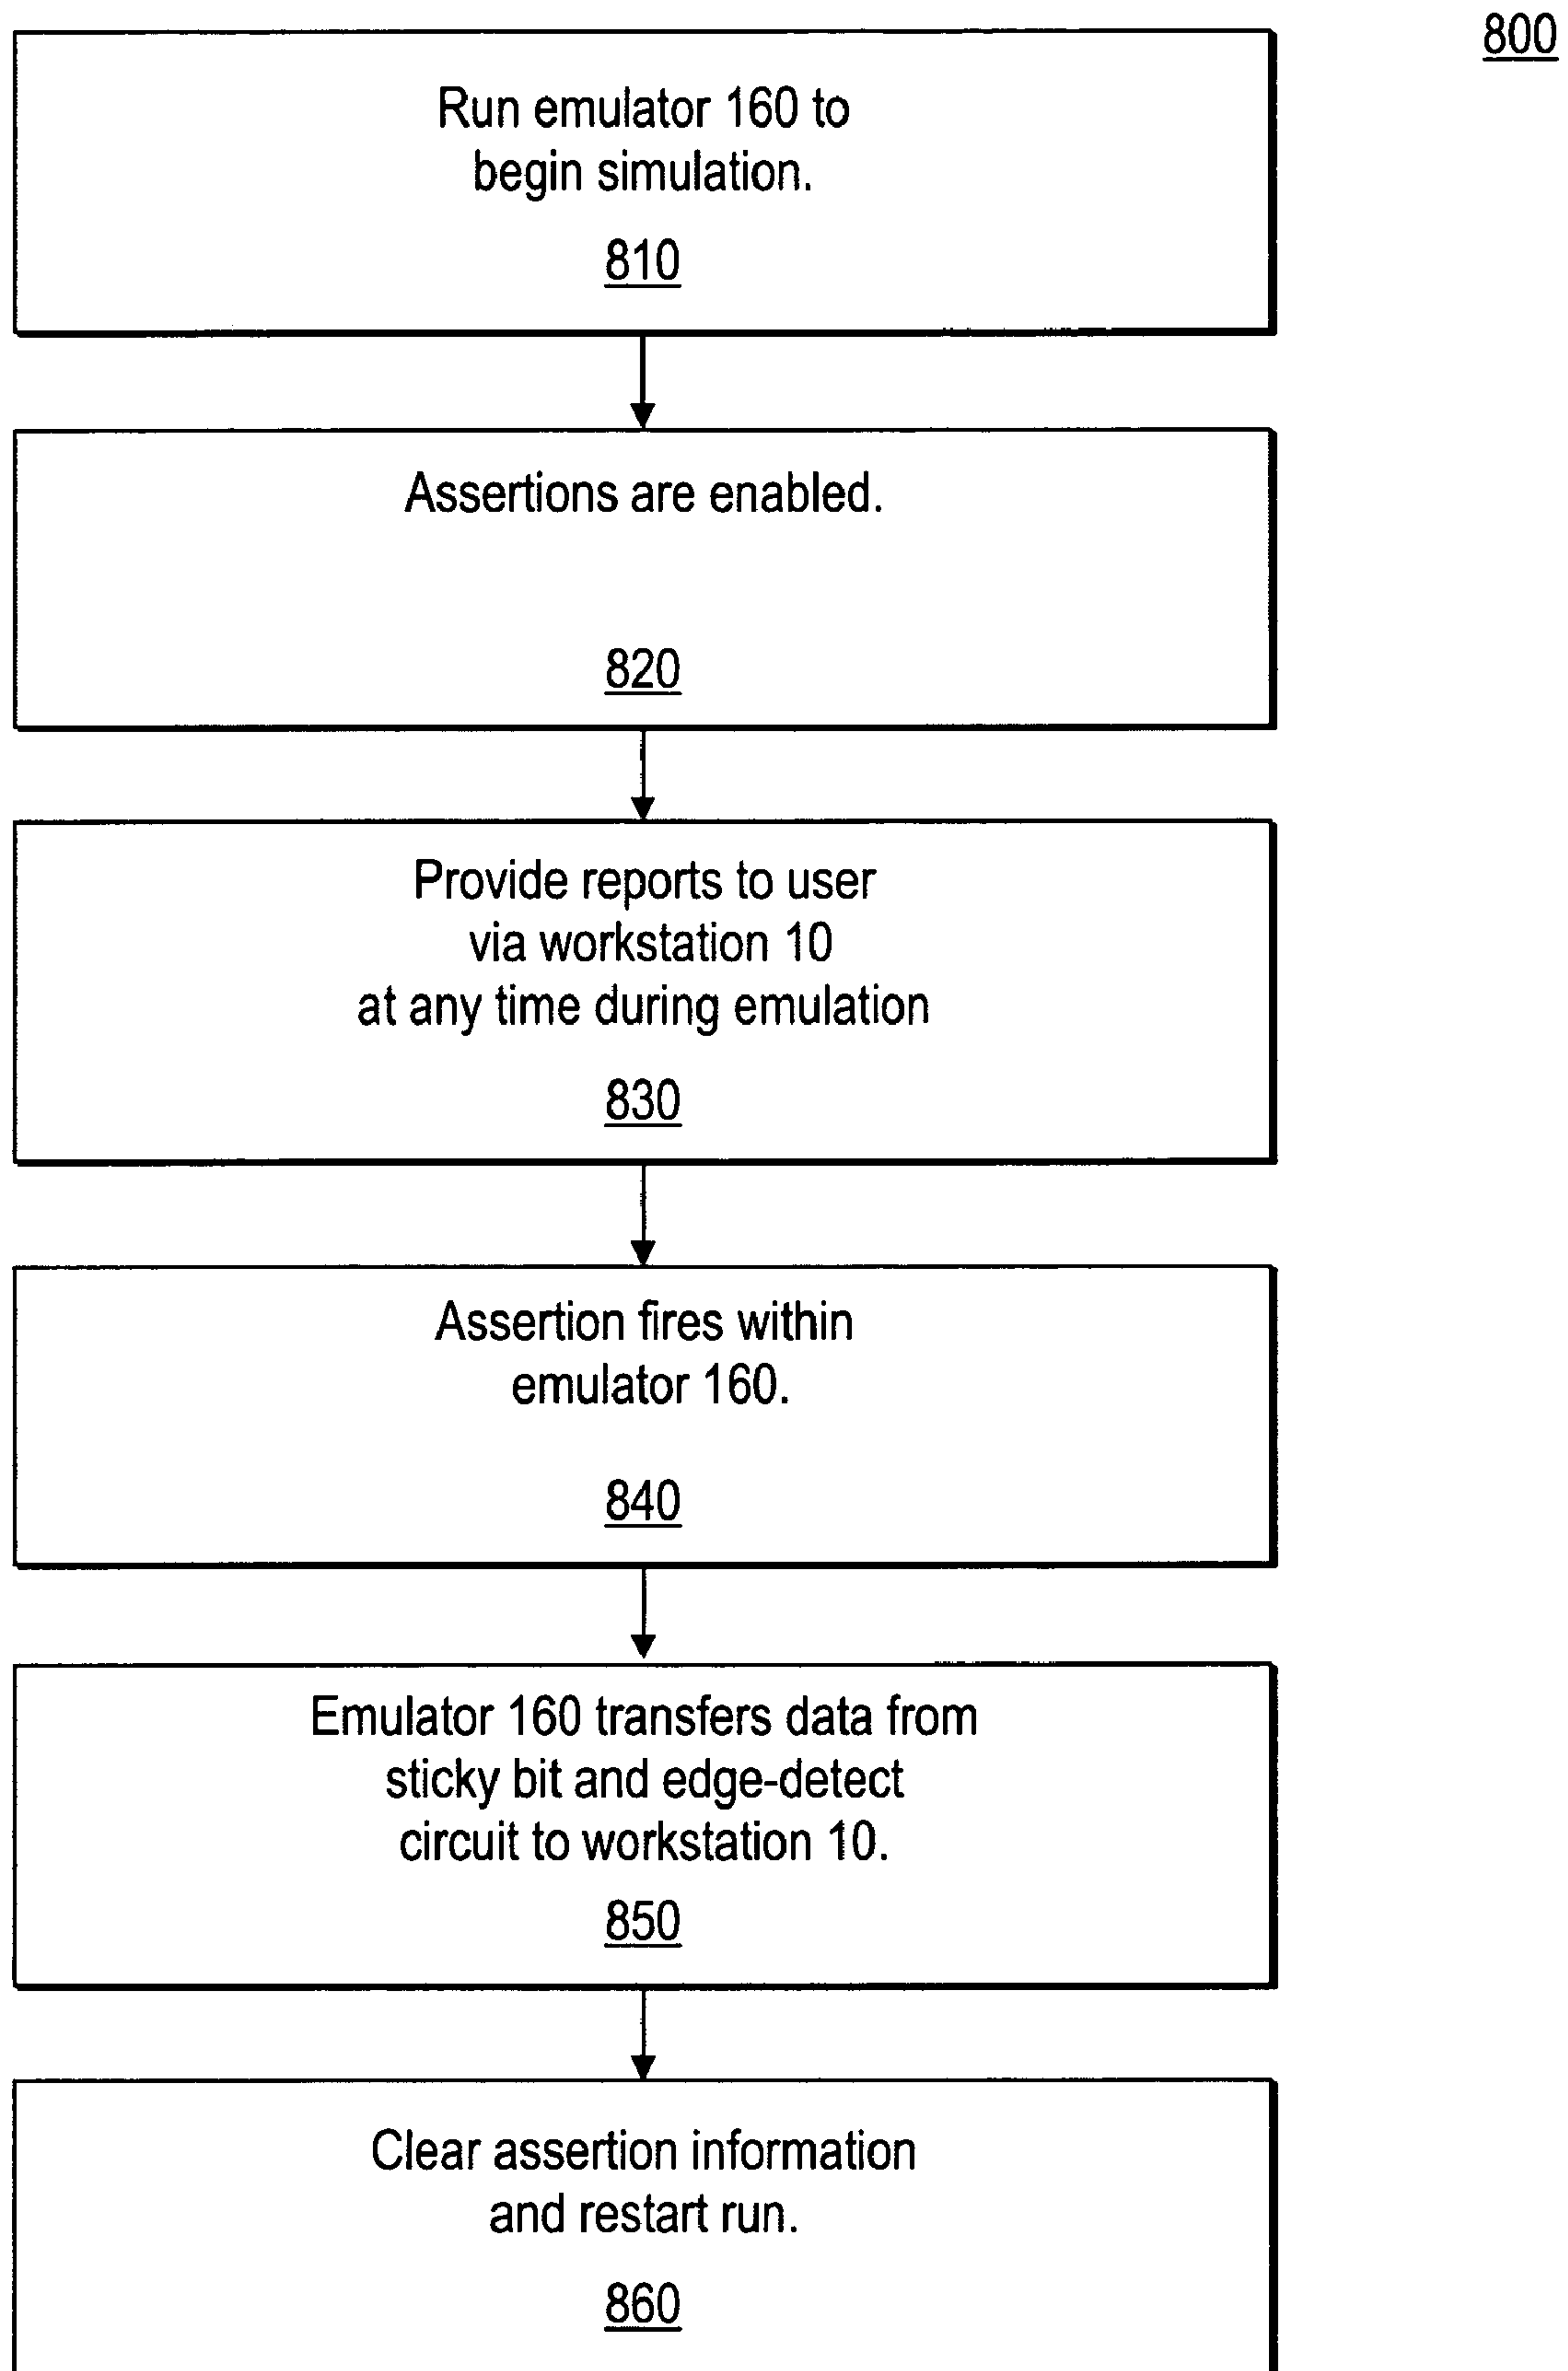 800
Run emulator 160 to
begin simulation.
810
Assertions are enabled.
820
Provide reports to user
via workstation 10
at any time during emulation
830
Assertion fires within
emulator 160.
840
Emulator 160 transfers data from
sticky bit and edge-detect
circuit to workstation 10.
850
Clear assertion information
and restart run.
860